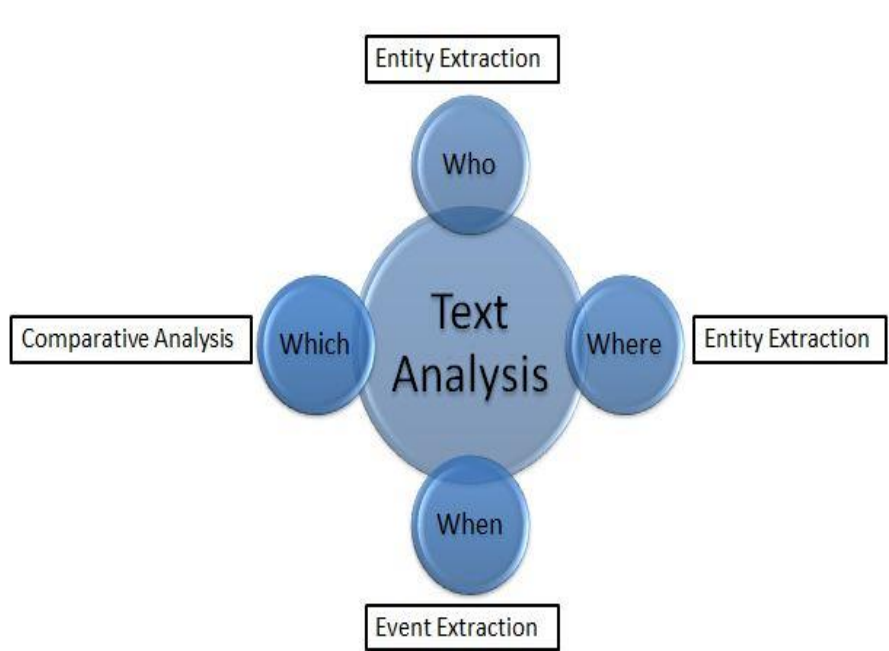 Entity Extraction
Who
Comparative Analysis
Which
Text
Analysis
Where
Entity Extraction
When
Event Extraction